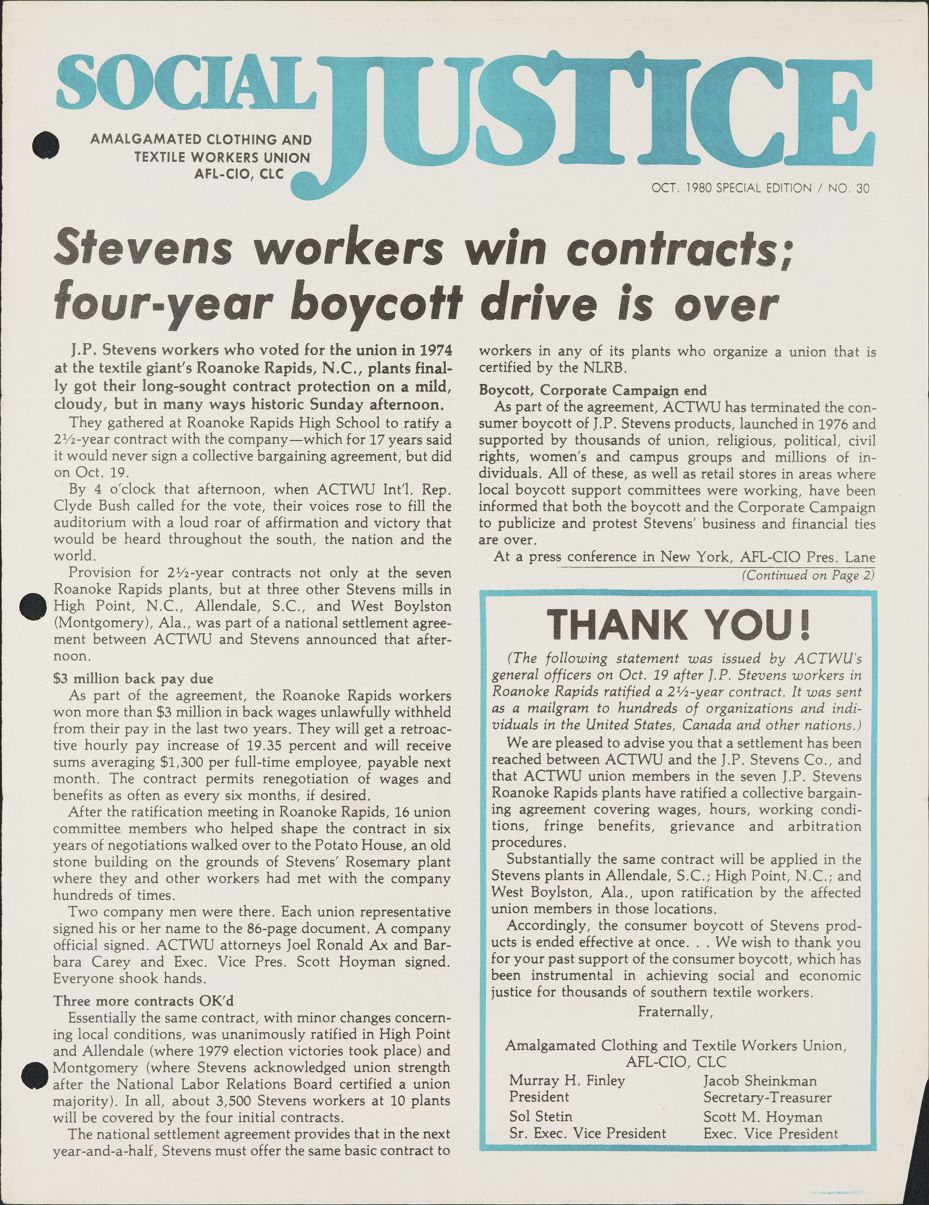 SOCIAL JUSTICE
AMALGAMATED CLOTHING AND
TEXTILE WORKERS UNION
AFL-CIO, CLC
OCT. 1980 SPECIAL EDITION / NO. 30
Stevens workers win contracts;
four-year boycott drive is over
J.P. Stevens workers who voted for the union in 1974
at the textile giant's Roanoke Rapids, N.C., plants final-
ly got their long-sought contract protection on a mild,
cloudy, but in many ways historic Sunday afternoon.
They gathered at Roanoke Rapids High School to ratify a
2½-year contract with the company—which for 17 years said
it would never sign a collective bargaining agreement, but did
on Oct. 19.
By 4 o'clock that afternoon, when ACTWU Int'l. Rep.
Clyde Bush called for the vote, their voices rose to fill the
auditorium with a loud roar of affirmation and victory that
would be heard throughout the south, the nation and the
world.
Provision for 2½-year contracts not only at the seven
Roanoke Rapids plants, but at three other Stevens mills in
High Point, N.C., Allendale, S.C., and West Boylston
(Montgomery), Ala., was part of a national settlement agree-
ment between ACTWU and Stevens announced that after-
noon.
$3 million back pay due
As part of the agreement, the Roanoke Rapids workers
won more than $3 million in back wages unlawfully withheld
from their pay in the last two years. They will get a retroac-
tive hourly pay increase of 19.35 percent and will receive
sums averaging $1,300 per full-time employee, payable next
month. The contract permits renegotiation of wages and
benefits as often as every six months, if desired.
After the ratification meeting in Roanoke Rapids, 16 union
committee members who helped shape the contract in six
years of negotiations walked over to the Potato House, an old
stone building on the grounds of Stevens' Rosemary plant
where they and other workers had met with the company
hundreds of times.
Two company men were there. Each union representative
signed his or her name to the 86-page document. A company
official signed. ACTWU attorneys Joel Ronald Ax and Bar-
bara Carey and Exec. Vice Pres. Scott Hoyman signed.
Everyone shook hands.
Three more contracts OK'd
Essentially the same contract, with minor changes concern-
ing local conditions, was unanimously ratified in High Point
and Allendale (where 1979 election victories took place) and
Montgomery (where Stevens acknowledged union strength
after the National Labor Relations Board certified a union
majority). In all, about 3,500 Stevens workers at 10 plants
will be covered by the four initial contracts.
The national settlement agreement provides that in the next
year-and-a-half, Stevens must offer the same basic contract to
workers in any of its plants who organize a union that is
certified by the NLRB.
Boycott, Corporate Campaign end
As part of the agreement, ACTWU has terminated the con-
sumer boycott of J.P. Stevens products, launched in 1976 and
supported by thousands of union, religious, political, civil
rights, women's and campus groups and millions of in-
dividuals. All of these, as well as retail stores in areas where
local boycott support committees were working, have been
informed that both the boycott and the Corporate Campaign
to publicize and protest Stevens' business and financial ties
are over.
At a press conference in New York, AFL-CIO Pres. Lane
(Continued on Page 2)
THANK YOU!
(The following statement was issued by ACTWU's
general officers on Oct. 19 after J.P. Stevens workers in
Roanoke Rapids ratified a 2½-year contract. It was sent
as a mailgram to hundreds of organizations and indi-
viduals in the United States, Canada and other nations.)
We are pleased to advise you that a settlement has been
reached between ACTWU and the J.P. Stevens Co., and
that ACTWU union members in the seven J.P. Stevens
Roanoke Rapids plants have ratified a collective bargain-
ing agreement covering wages, hours, working condi-
tions, fringe benefits, grievance and arbitration
procedures.
Substantially the same contract will be applied in the
Stevens plants in Allendale, S.C.; High Point, N.C.; and
West Boylston, Ala., upon ratification by the affected
union members in those locations.
Accordingly, the consumer boycott of Stevens prod-
ucts is ended effective at once. . . We wish to thank you
for your past support of the consumer boycott, which has
been instrumental in achieving social and economic
justice for thousands of southern textile workers.
Fraternally,
Amalgamated Clothing and Textile Workers Union,
AFL-CIO, CLC
Murray H. Finley Jacob Sheinkman
President Secretary-Treasurer
Sol Stetin Scott M. Hoyman
Sr. Exec. Vice President Exec. Vice President